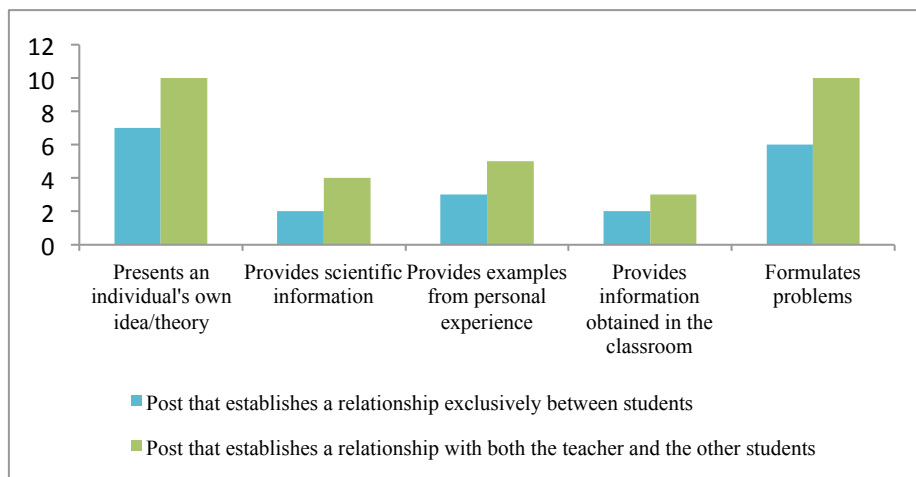 12
10
8
6
4
2
0
Presents an
individual's own
idea/theory
Provides scientific
information
Provides examples
from personal
experience
Provides
information
obtained in the
classroom
Formulates
problems
Post that establishes a relationship exclusively between students
Post that establishes a relationship with both the teacher and the other students